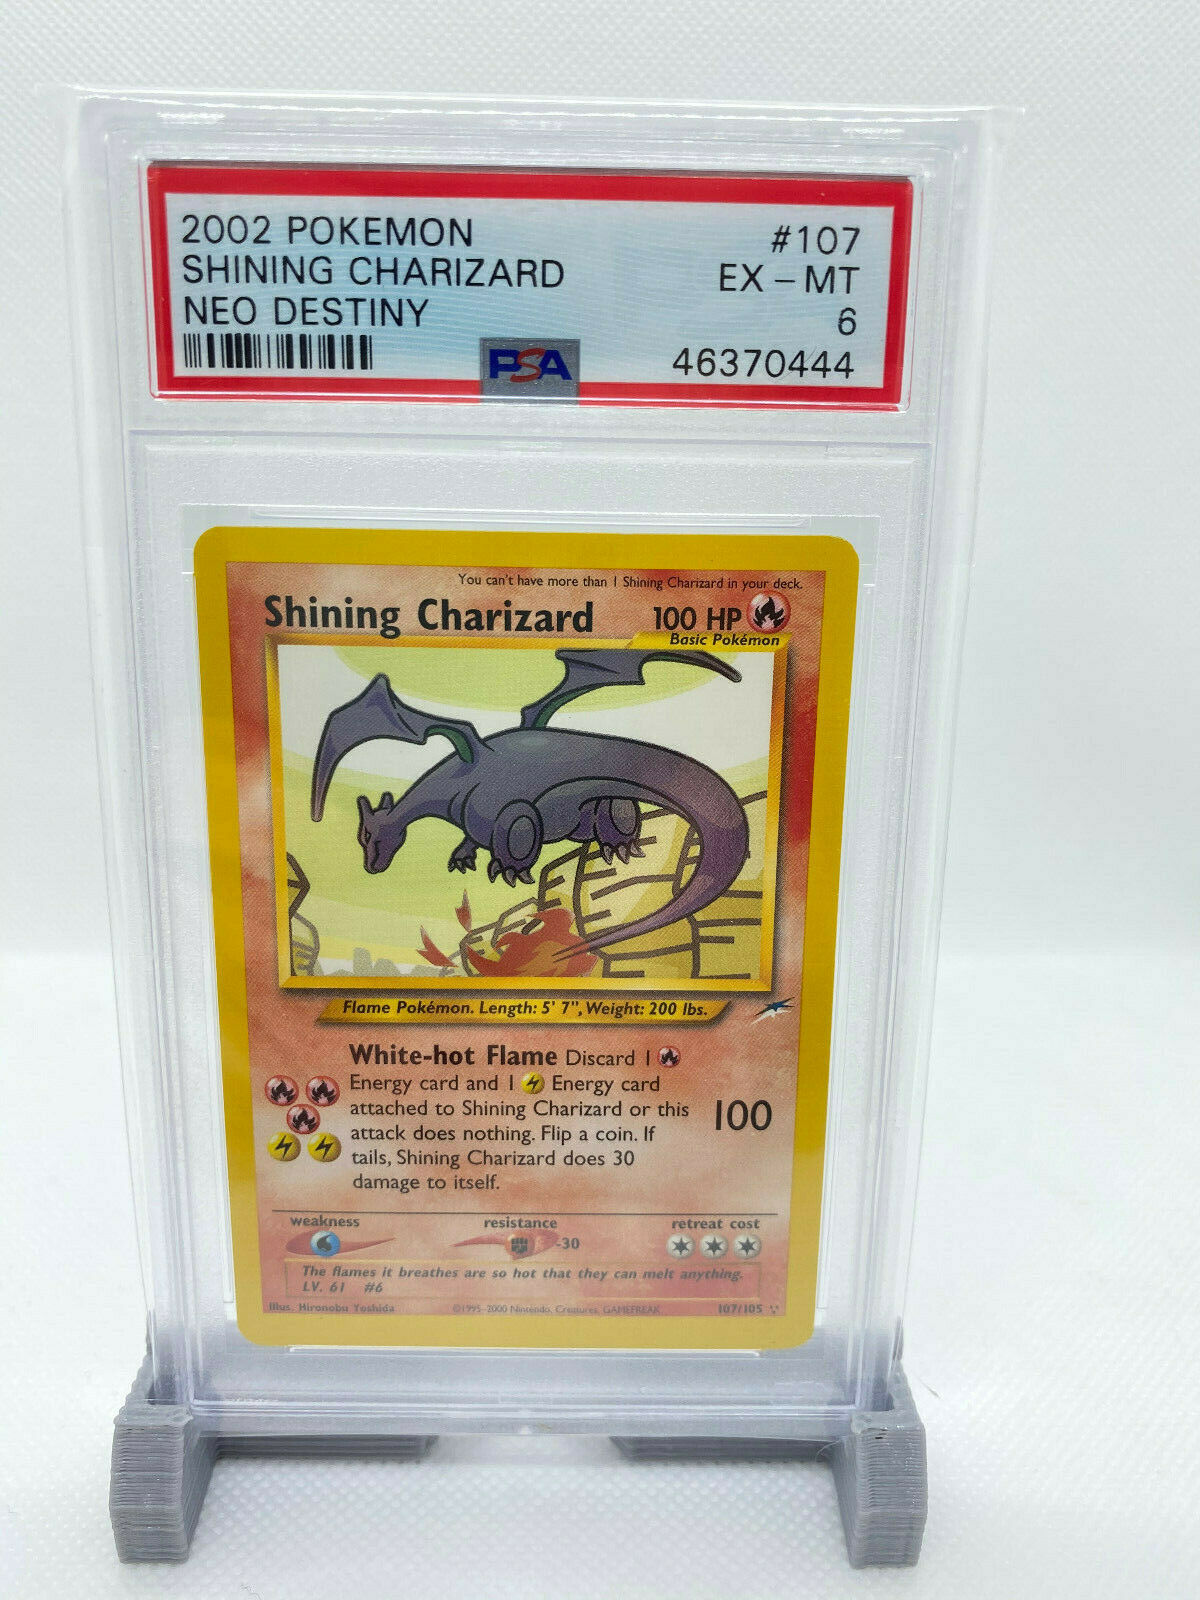 2002 POKEMON #107
SHINING CHARIZARD EX - MT
NEO DESTINY 6
PSA 46370444
You can't have more than 1 Shining Charizard in your deck.
Shining Charizard 100 HP
Basic Pokémon
Flame Pokémon. Length: 5' 7", Weight: 200 lbs.
White-hot Flame Discard 1
Energy card and 1 Energy card
attached to Shining Charizard or this
attack does nothing. Flip a coin. If
tails, Shining Charizard does 30
damage to itself.
100
weakness resistance retreat cost
-30
The flames it breathes are so hot that they can melt anything.
LV. 61 #6
Illus. Hironobu Yoshida ©1995-2000 Nintendo, Creatures, GAMEFREAK 107/105